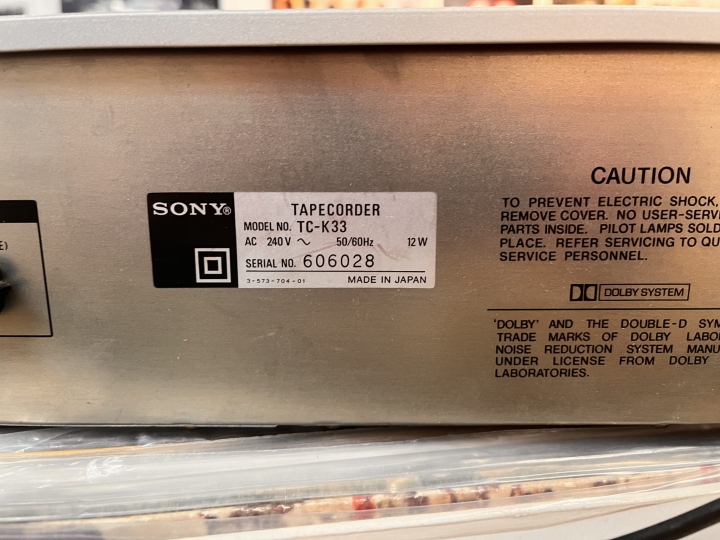 E)
SONY®
TAPECORDER
MODEL NO. TC-K33
AC 240V ~ 50/60Hz 12W
SERIAL NO. 606028
3-573-704-01 MADE IN JAPAN
CAUTION
TO PREVENT ELECTRIC SHOCK,
REMOVE COVER. NO USER-SERV
PARTS INSIDE. PILOT LAMPS SOLD
PLACE. REFER SERVICING TO QU
SERVICE PERSONNEL.
DOLBY SYSTEM
'DOLBY' AND THE DOUBLE-D SYM
TRADE MARKS OF DOLBY LABO
NOISE REDUCTION SYSTEM MANU
UNDER LICENSE FROM DOLBY
LABORATORIES.